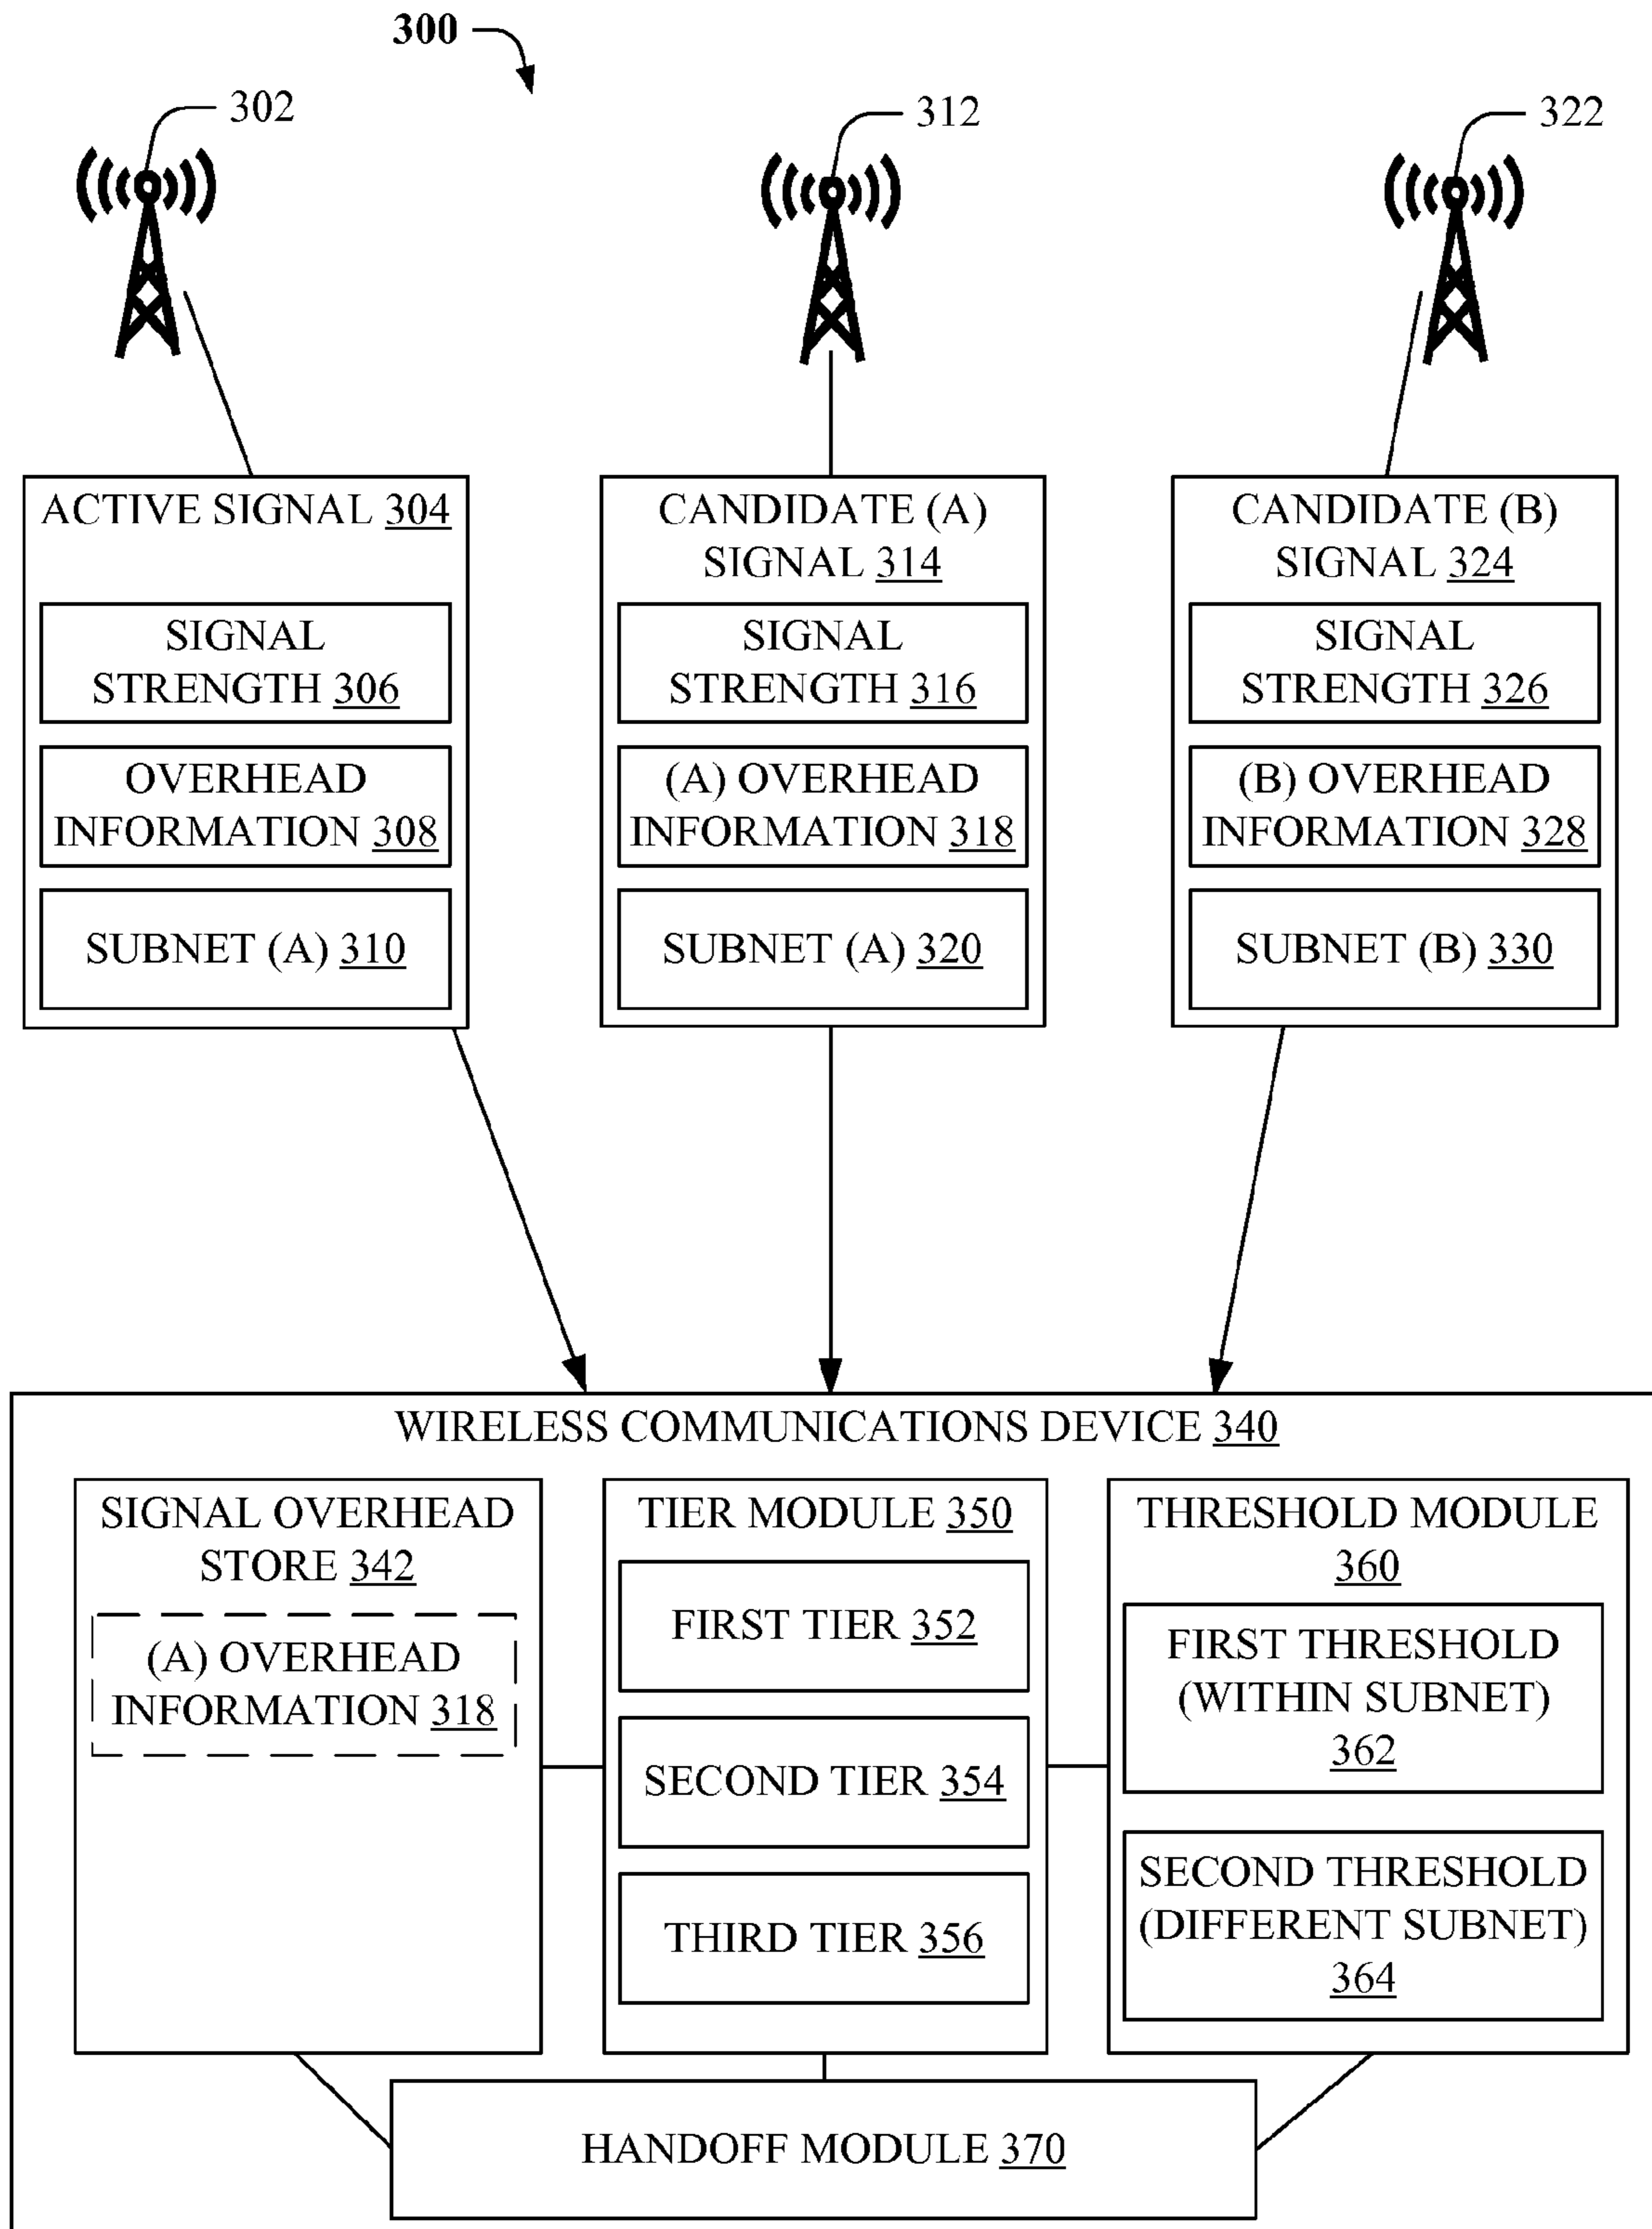 300
302
312
322
ACTIVE SIGNAL 304
SIGNAL
STRENGTH 306
OVERHEAD
INFORMATION 308
SUBNET (A) 310
CANDIDATE (A)
SIGNAL 314
SIGNAL
STRENGTH 316
(A) OVERHEAD
INFORMATION 318
SUBNET (A) 320
CANDIDATE (B)
SIGNAL 324
SIGNAL
STRENGTH 326
(B) OVERHEAD
INFORMATION 328
SUBNET (B) 330
WIRELESS COMMUNICATIONS DEVICE 340
SIGNAL OVERHEAD
STORE 342
(A) OVERHEAD
INFORMATION 318
TIER MODULE 350
FIRST TIER 352
SECOND TIER 354
THIRD TIER 356
THRESHOLD MODULE
360
FIRST THRESHOLD
(WITHIN SUBNET)
362
SECOND THRESHOLD
(DIFFERENT SUBNET)
364
HANDOFF MODULE 370